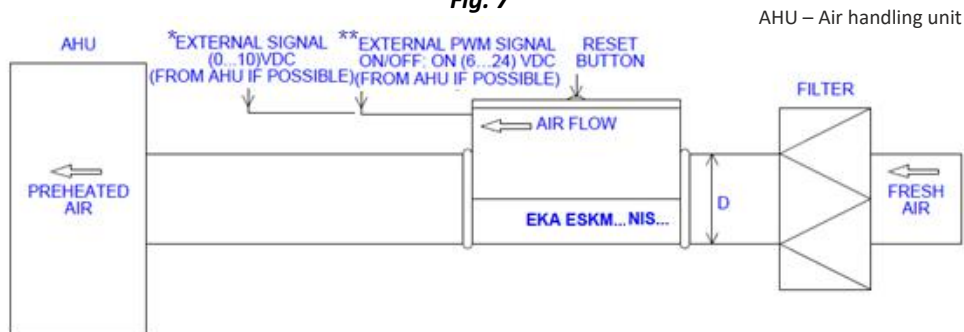 Fig. 7
AHU – Air handling unit
AHU
*EXTERNAL SIGNAL
(0...10)VDC
(FROM AHU IF POSSIBLE)
**EXTERNAL PWM SIGNAL
ON/OFF; ON (6...24) VDC
(FROM AHU IF POSSIBLE)
RESET
BUTTON
FILTER
AIR FLOW
PREHEATED
AIR
D
FRESH
AIR
EKA ESKM... NIS...